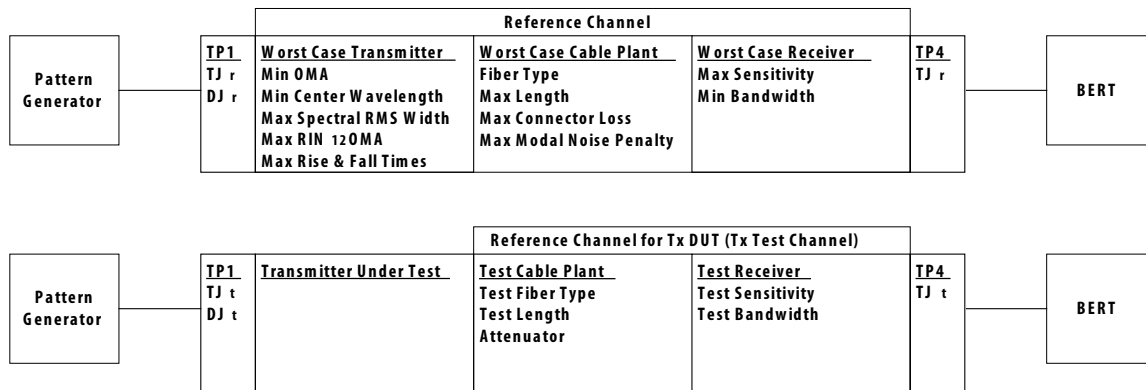 Reference Channel
Pattern
Generator
TP1
TJ r
DJ r
Worst Case Transmitter
Min OMA
Min Center Wavelength
Max Spectral RMS Width
Max RIN 12OMA
Max Rise & Fall Times
Worst Case Cable Plant
Fiber Type
Max Length
Max Connector Loss
Max Modal Noise Penalty
Worst Case Receiver
Max Sensitivity
Min Bandwidth
TP4
TJ r
BERT
Reference Channel for Tx DUT (Tx Test Channel)
Pattern
Generator
TP1
TJ t
DJ t
Transmitter Under Test
Test Cable Plant
Test Fiber Type
Test Length
Attenuator
Test Receiver
Test Sensitivity
Test Bandwidth
TP4
TJ t
BERT